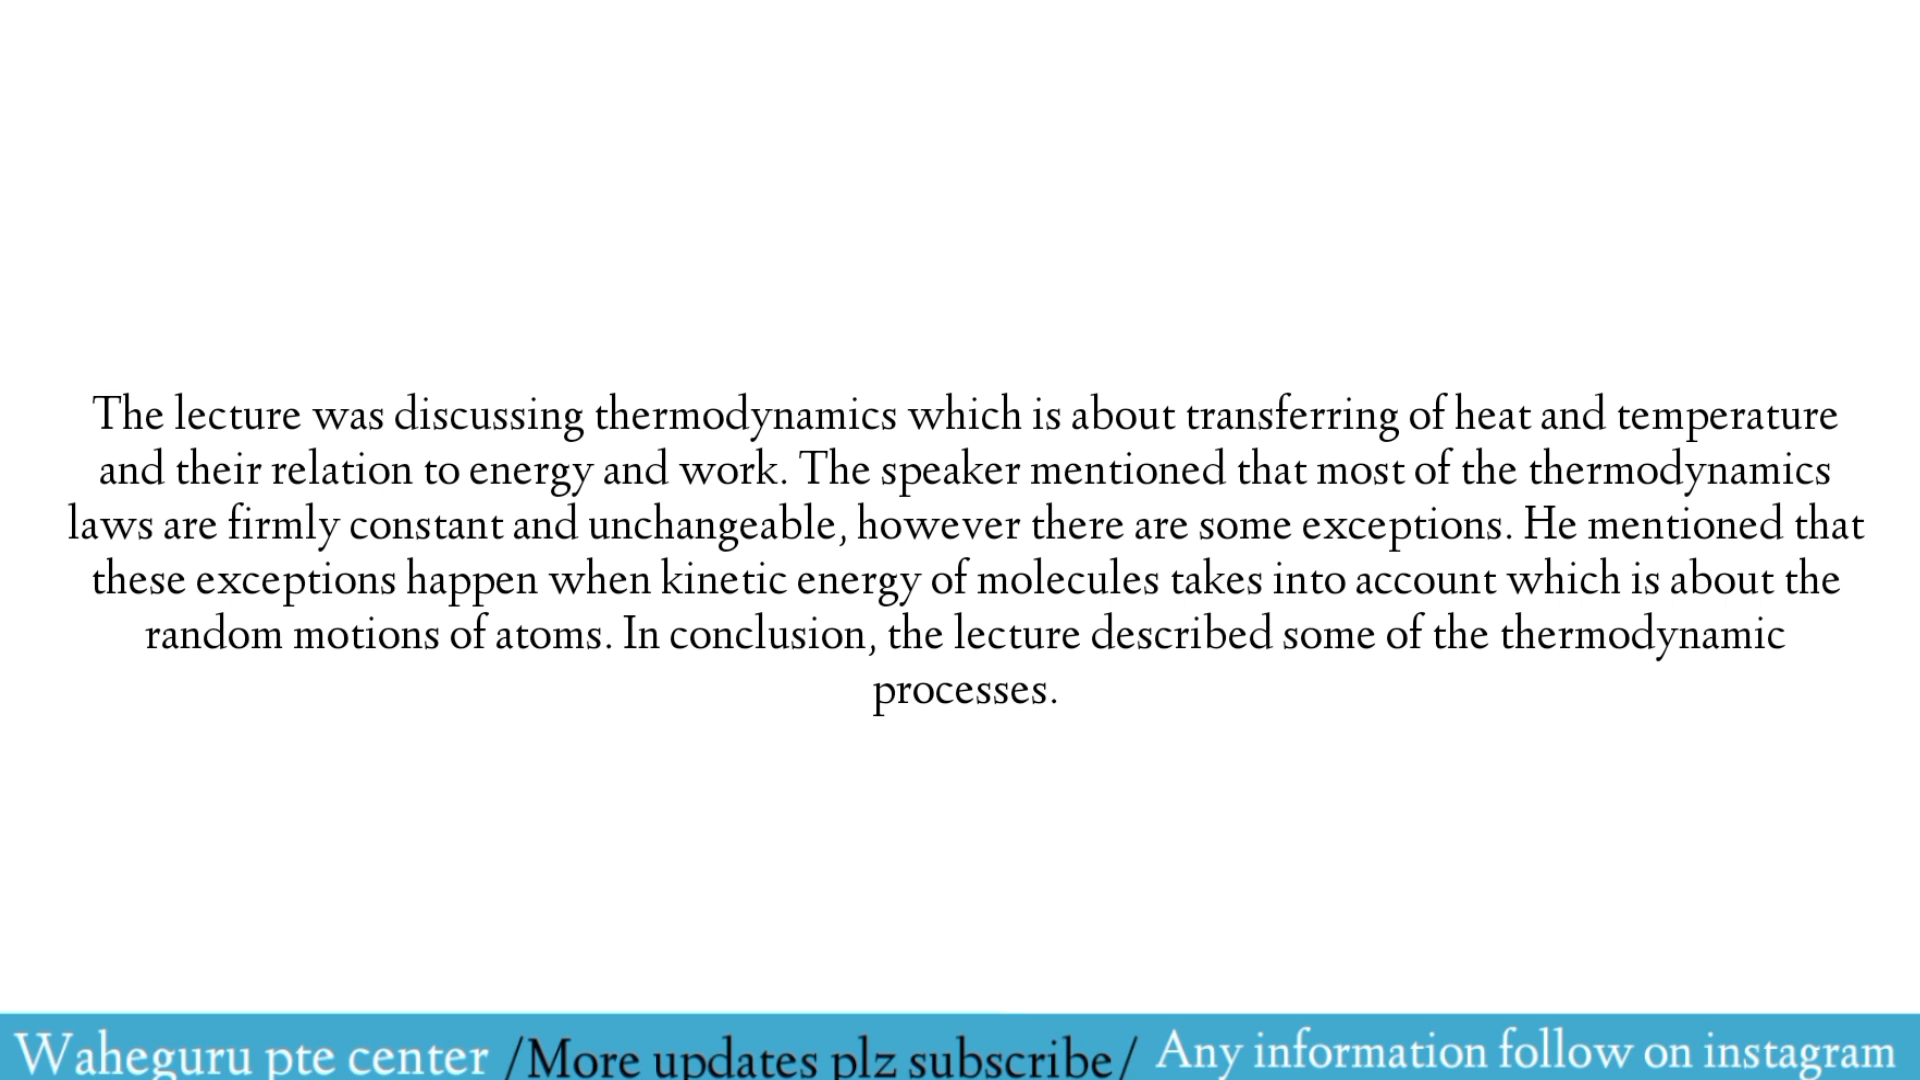 The lecture was discussing thermodynamics which is about transferring of heat and temperature
and their relation to energy and work. The speaker mentioned that most of the thermodynamics
laws are firmly constant and unchangeable, however there are some exceptions. He mentioned that
these exceptions happen when kinetic energy of molecules takes into account which is about the
random motions of atoms. In conclusion, the lecture described some of the thermodynamic
processes.
Waheguru pte center /More updates plz subscribe/ Any information follow on instagram